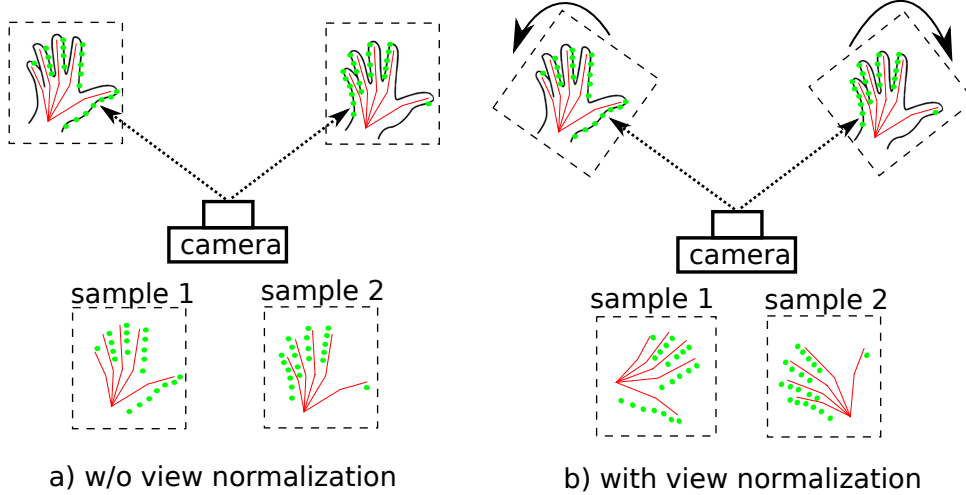 camera
camera
sample 1
sample 2
sample 1
sample 2
a) w/o view normalization
b) with view normalization